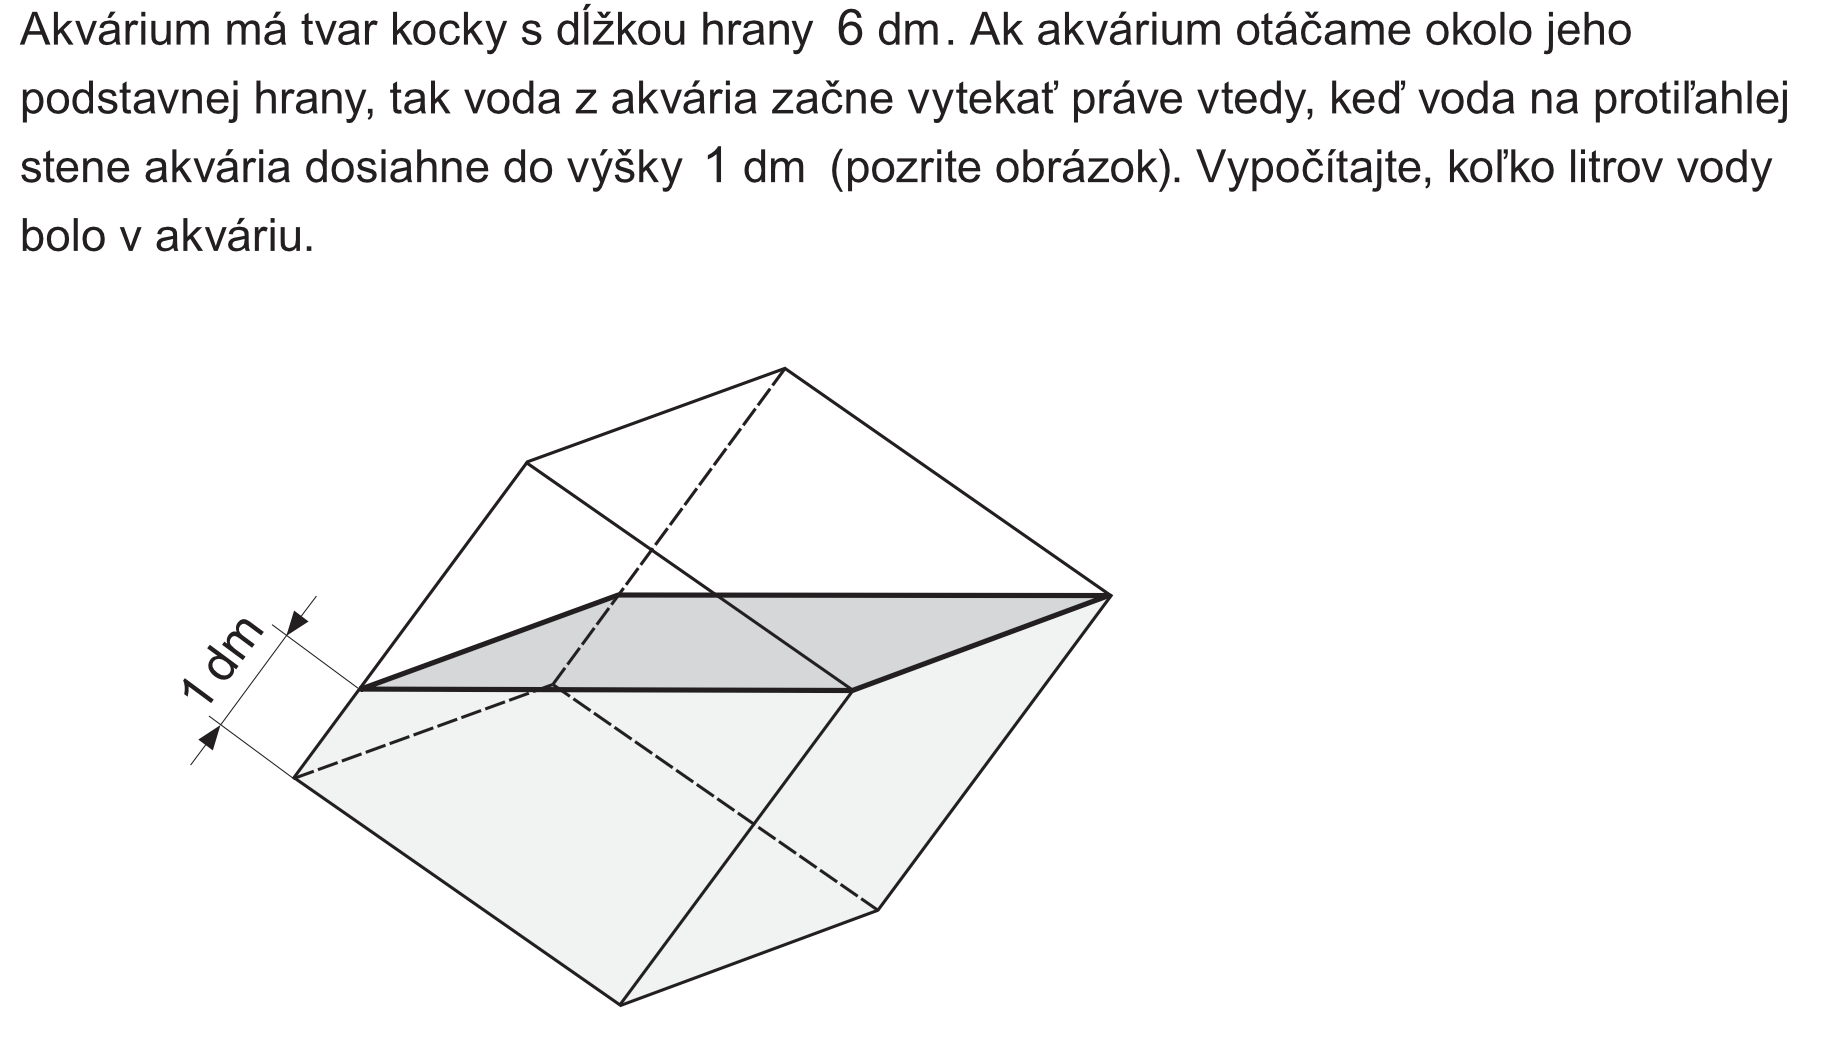 Akvárium má tvar kocky s dĺžkou hrany 6 dm. Ak akvárium otáčame okolo jeho
podstavnej hrany, tak voda z akvária začne vytekať práve vtedy, keď voda na protiľahlej
stene akvária dosiahne do výšky 1 dm (pozrite obrázok). Vypočítajte, koľko litrov vody
bolo v akváriu.
1 dm